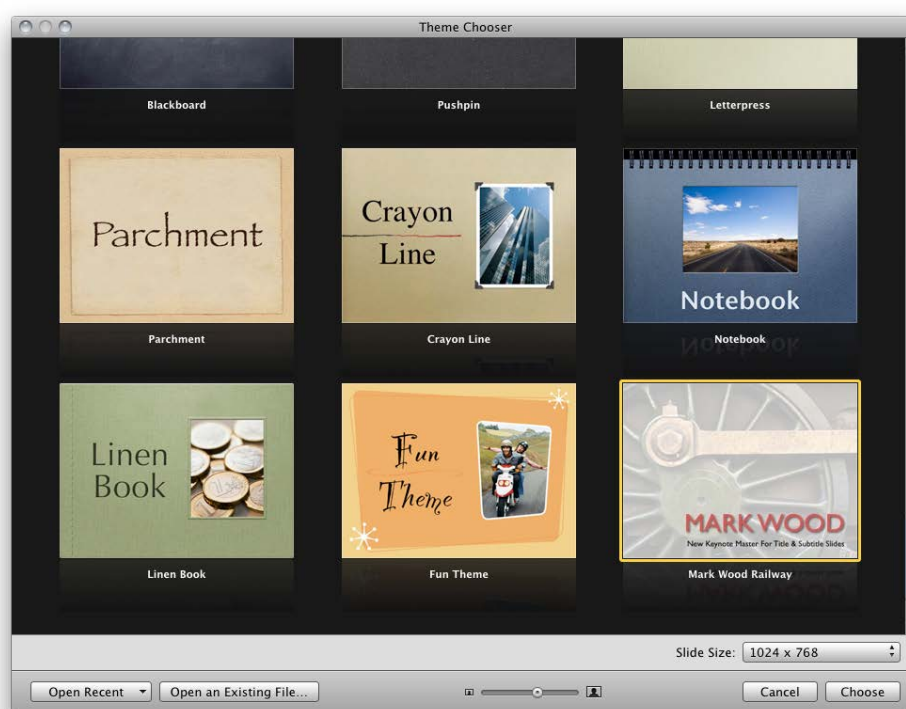 Theme Chooser
Blackboard
Pushpin
Letterpress
Parchment
Crayon
Line
Notebook
Parchment
Crayon Line
Notebook
Linen
Book
Fun
Theme
MARK WOOD
New Keynote Master For Title & Subtitle Slides
Linen Book
Fun Theme
Mark Wood Railway
Slide Size: 1024 x 768
Open Recent
Open an Existing File...
Cancel
Choose